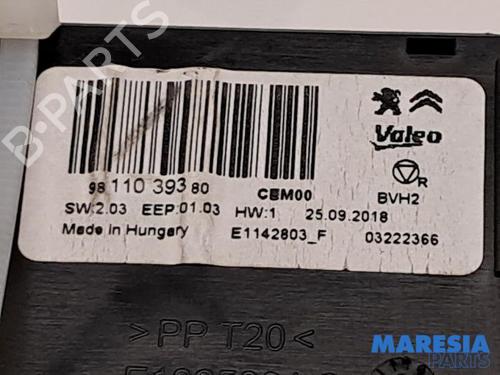 Valeo
R
98 110 393 80
CEM00
BVH2
SW:2.03 EEP:01.03 HW:1 25.09.2018
Made in Hungary E1142803_F 03222366
>PP T20<
MARESIA
PARTS